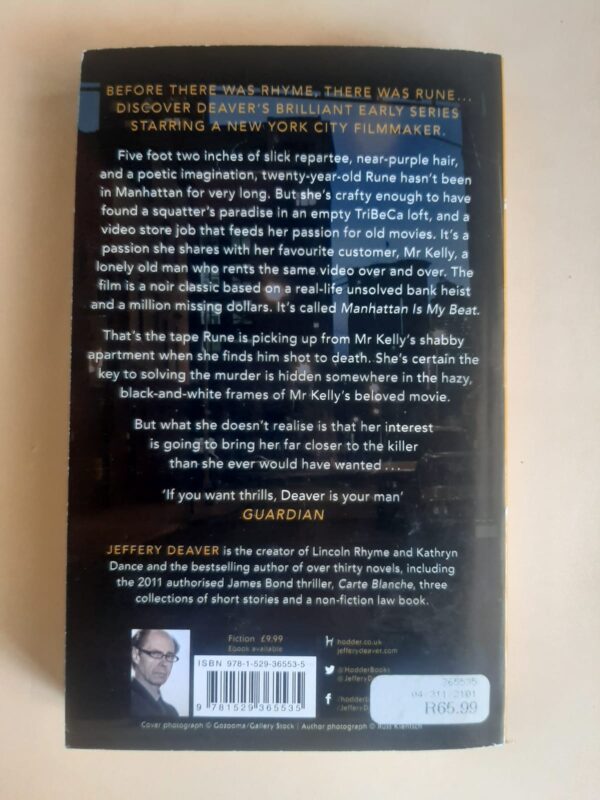 BEFORE THERE WAS RHYME, THERE WAS RUNE...
DISCOVER DEAVER'S BRILLIANT EARLY SERIES
STARRING A NEW YORK CITY FILMMAKER.
Five foot two inches of slick repartee, near-purple hair,
and a poetic imagination, twenty-year-old Rune hasn't been
in Manhattan for very long. But she's crafty enough to have
found a squatter's paradise in an empty TriBeCa loft, and a
video store job that feeds her passion for old movies. It's a
passion she shares with her favourite customer, Mr Kelly, a
lonely old man who rents the same video over and over. The
film is a noir classic based on a real-life unsolved bank heist
and a million missing dollars. It's called Manhattan Is My Beat.
That's the tape Rune is picking up from Mr Kelly's shabby
apartment when she finds him shot to death. She's certain the
key to solving the murder is hidden somewhere in the hazy,
black-and-white frames of Mr Kelly's beloved movie.
But what she doesn't realise is that her interest
is going to bring her far closer to the killer
than she ever would have wanted...
'If you want thrills, Deaver is your man'
GUARDIAN
JEFFERY DEAVER is the creator of Lincoln Rhyme and Kathryn
Dance and the bestselling author of over thirty novels, including
the 2011 authorised James Bond thriller, Carte Blanche, three
collections of short stories and a non-fiction law book.
Fiction £9.99
Ebook available
ISBN 978-1-529-36553-5
9 781529 365535
hodder.co.uk
jefferydeaver.com
@HodderBooks
@JefferyD
/hodderB
/JefferyD
365535
04 211 2101
R65.99
Cover photograph © Gozooma/Gallery Stock | Author photograph © Russ Klentsch